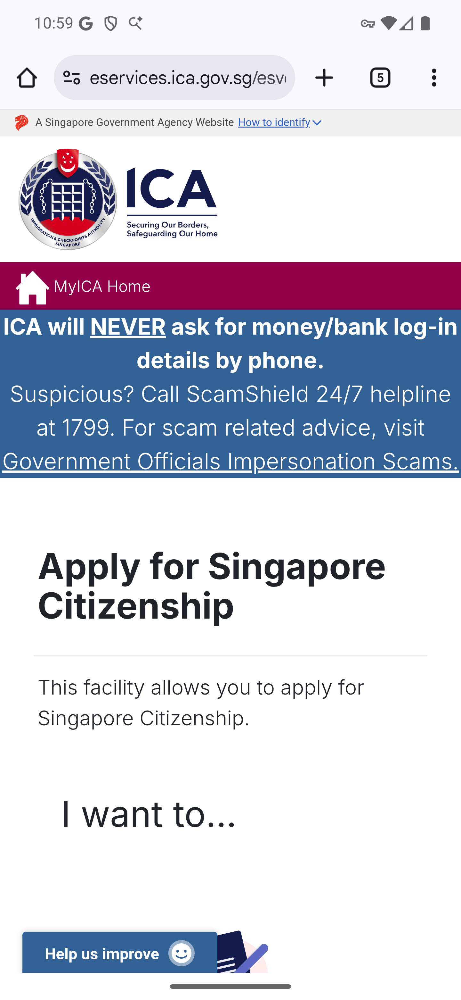 10:59
eservices.ica.gov.sg/esv
5
A Singapore Government Agency Website How to identify
IMMIGRATION & CHECKPOINTS AUTHORITY
SINGAPORE
ICA
Securing Our Borders,
Safeguarding Our Home
MyICA Home
ICA will NEVER ask for money/bank log-in
details by phone.
Suspicious? Call ScamShield 24/7 helpline
at 1799. For scam related advice, visit
Government Officials Impersonation Scams.
Apply for Singapore
Citizenship
This facility allows you to apply for
Singapore Citizenship.
I want to...
Help us improve